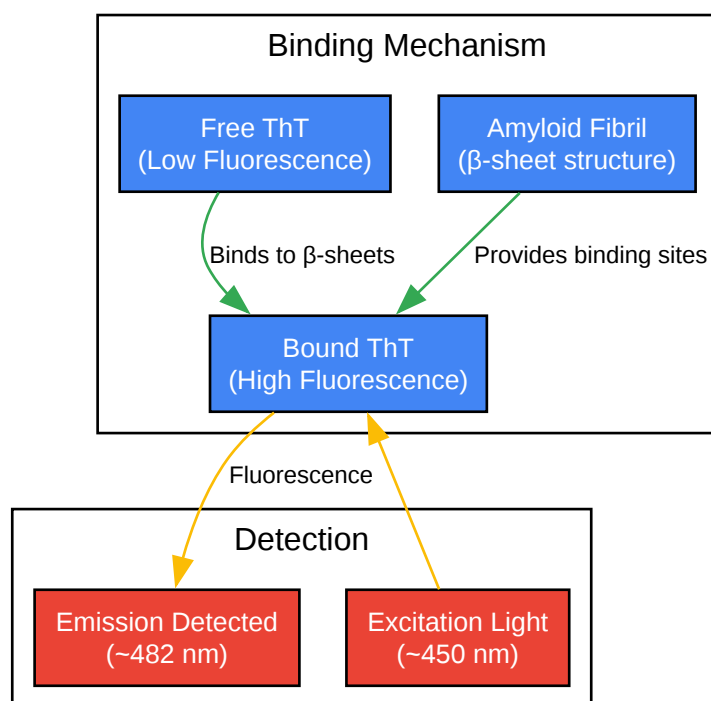 Binding Mechanism
Free ThT
(Low Fluorescence)
Amyloid Fibril
(β-sheet structure)
Binds to β-sheets
Provides binding sites
Bound ThT
(High Fluorescence)
Fluorescence
Detection
Emission Detected
(~482 nm)
Excitation Light
(~450 nm)